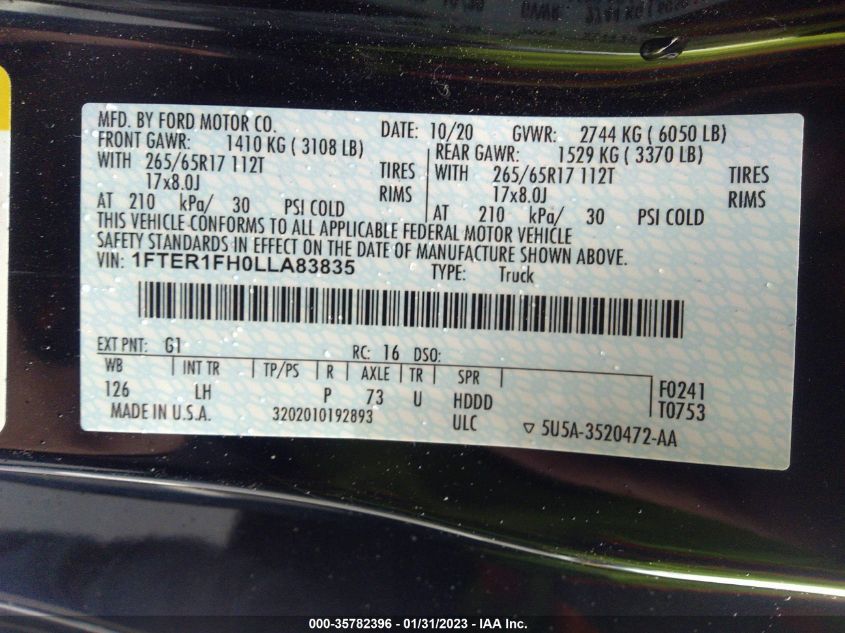 MFD. BY FORD MOTOR CO. DATE: 10/20 GVWR: 2744 KG ( 6050 LB)
FRONT GAWR: 1410 KG ( 3108 LB) REAR GAWR: 1529 KG ( 3370 LB)
WITH 265/65R17 112T TIRES WITH 265/65R17 112T TIRES
17x8.0J RIMS 17x8.0J RIMS
AT 210 kPa/ 30 PSI COLD AT 210 kPa/ 30 PSI COLD
THIS VEHICLE CONFORMS TO ALL APPLICABLE FEDERAL MOTOR VEHICLE
SAFETY STANDARDS IN EFFECT ON THE DATE OF MANUFACTURE SHOWN ABOVE.
VIN: 1FTER1FH0LLA83835 TYPE: Truck
EXT PNT: G1 RC: 16 DSO:
WB INT TR TP/PS R AXLE TR SPR
126 LH P 73 U HDDD F0241
MADE IN U.S.A. 3202010192893 ULC T0753
▽ 5U5A-3520472-AA
000-35782396 - 01/31/2023 - IAA Inc.